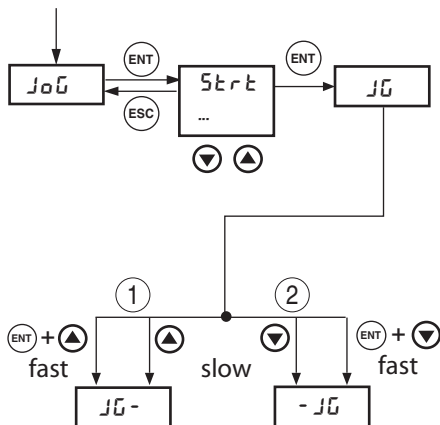 ENT
ENT
JoG
Strt
JG
ESC
...
1
2
ENT +
ENT +
fast
slow
fast
JG-
-JG